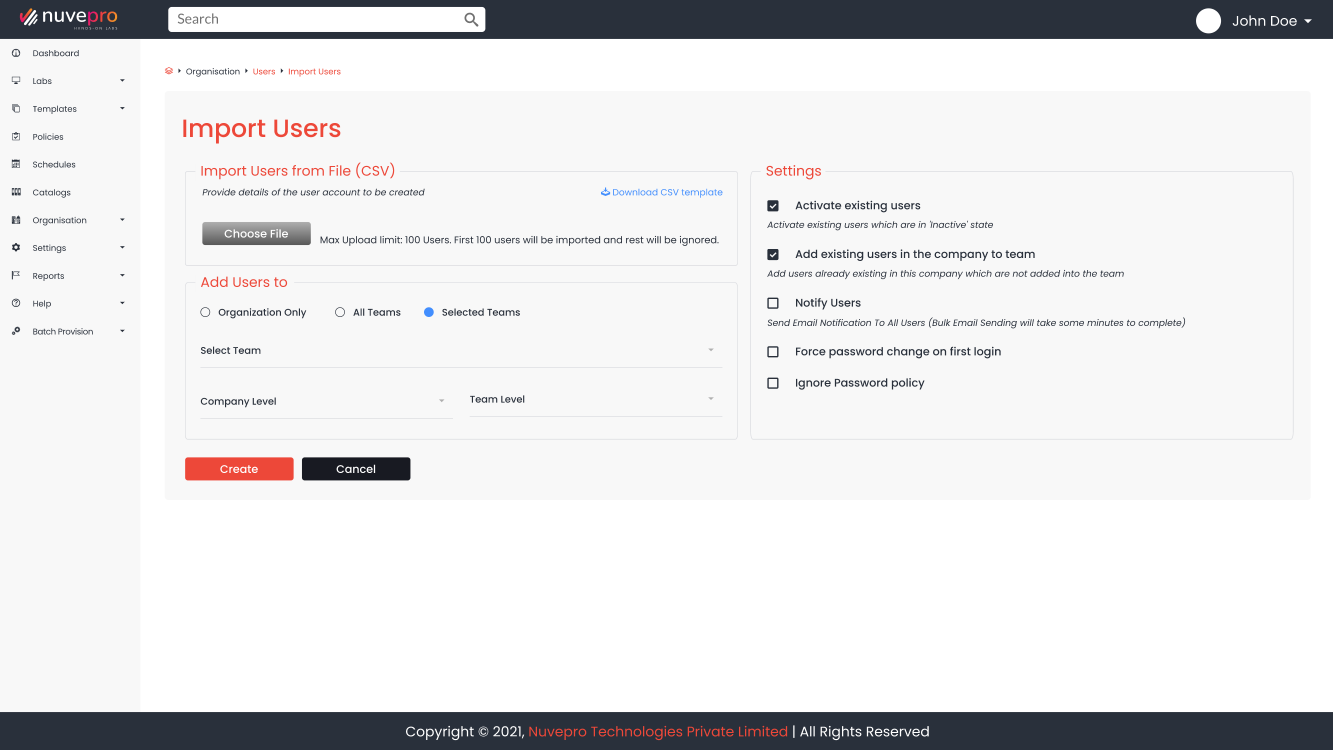 nuvepro
HANDS-ON LABS
Search
John Doe
Dashboard
Labs
Templates
Policies
Schedules
Catalogs
Organisation
Settings
Reports
Help
Batch Provision
Organisation Users Import Users
Import Users
Import Users from File (CSV)
Provide details of the user account to be created
Download CSV template
Choose File
Max Upload limit: 100 Users. First 100 users will be imported and rest will be ignored.
Add Users to
Organization Only All Teams Selected Teams
Select Team
Company Level
Team Level
Create
Cancel
Settings
Activate existing users
Activate existing users which are in 'Inactive' state
Add existing users in the company to team
Add users already existing in this company which are not added into the team
Notify Users
Send Email Notification To All Users (Bulk Email Sending will take some minutes to complete)
Force password change on first login
Ignore Password policy
Copyright © 2021, Nuvepro Technologies Private Limited | All Rights Reserved